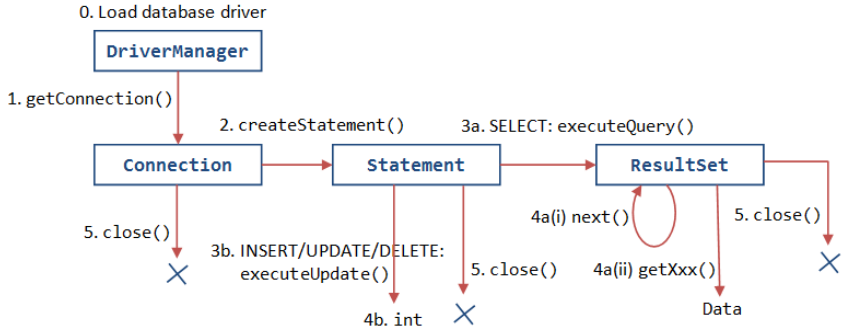 0. Load database driver
DriverManager
1. getConnection()
2. createStatement()
3a. SELECT: executeQuery()
Connection
Statement
ResultSet
5. close()
3b. INSERT/UPDATE/DELETE:
executeUpdate()
4b. int
5. close()
4a(i) next()
4a(ii) getXxx()
Data
5. close()